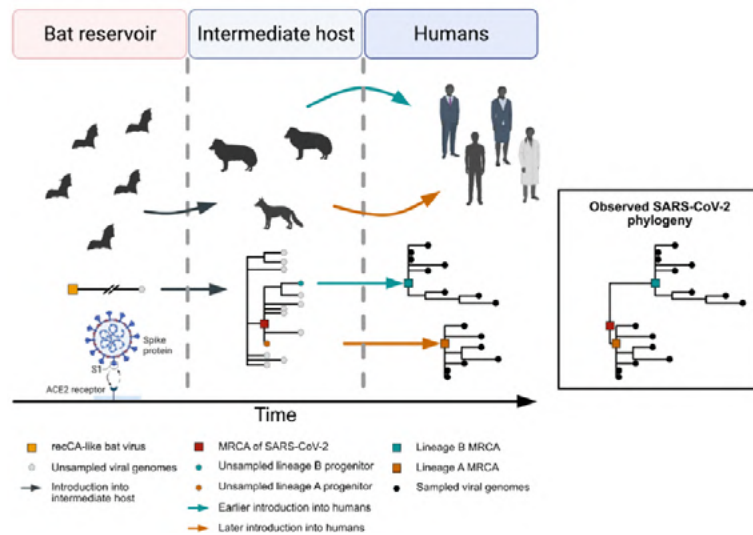 Bat reservoir
Intermediate host
Humans
Observed SARS-CoV-2
phylogeny
Spike
protein
S1
ACE2 receptor
Time
recCA-like bat virus
Unsampled viral genomes
Introduction into
intermediate host
MRCA of SARS-CoV-2
Unsampled lineage B progenitor
Unsampled lineage A progenitor
Earlier introduction into humans
Later introduction into humans
Lineage B MRCA
Lineage A MRCA
Sampled viral genomes